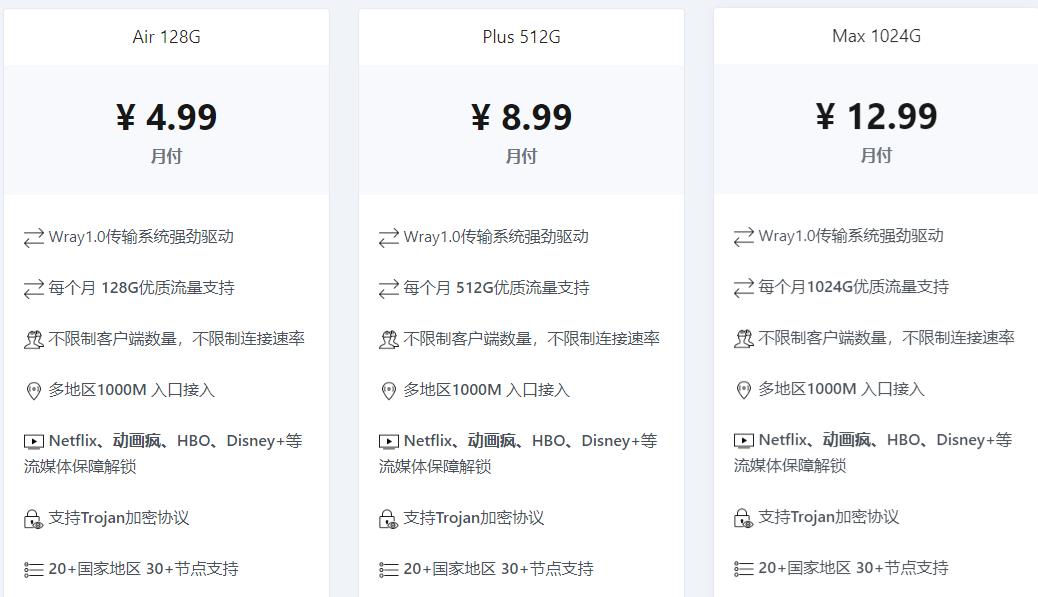 Air 128G
¥ 4.99
月付
Wray1.0传输系统强劲驱动
每个月 128G优质流量支持
不限制客户端数量，不限制连接速率
多地区1000M 入口接入
Netflix、动画疯、HBO、Disney+等
流媒体保障解锁
支持Trojan加密协议
20+国家地区 30+节点支持
Plus 512G
¥ 8.99
月付
Wray1.0传输系统强劲驱动
每个月 512G优质流量支持
不限制客户端数量，不限制连接速率
多地区1000M 入口接入
Netflix、动画疯、HBO、Disney+等
流媒体保障解锁
支持Trojan加密协议
20+国家地区 30+节点支持
Max 1024G
¥ 12.99
月付
Wray1.0传输系统强劲驱动
每个月1024G优质流量支持
不限制客户端数量，不限制连接速率
多地区1000M 入口接入
Netflix、动画疯、HBO、Disney+等
流媒体保障解锁
支持Trojan加密协议
20+国家地区 30+节点支持